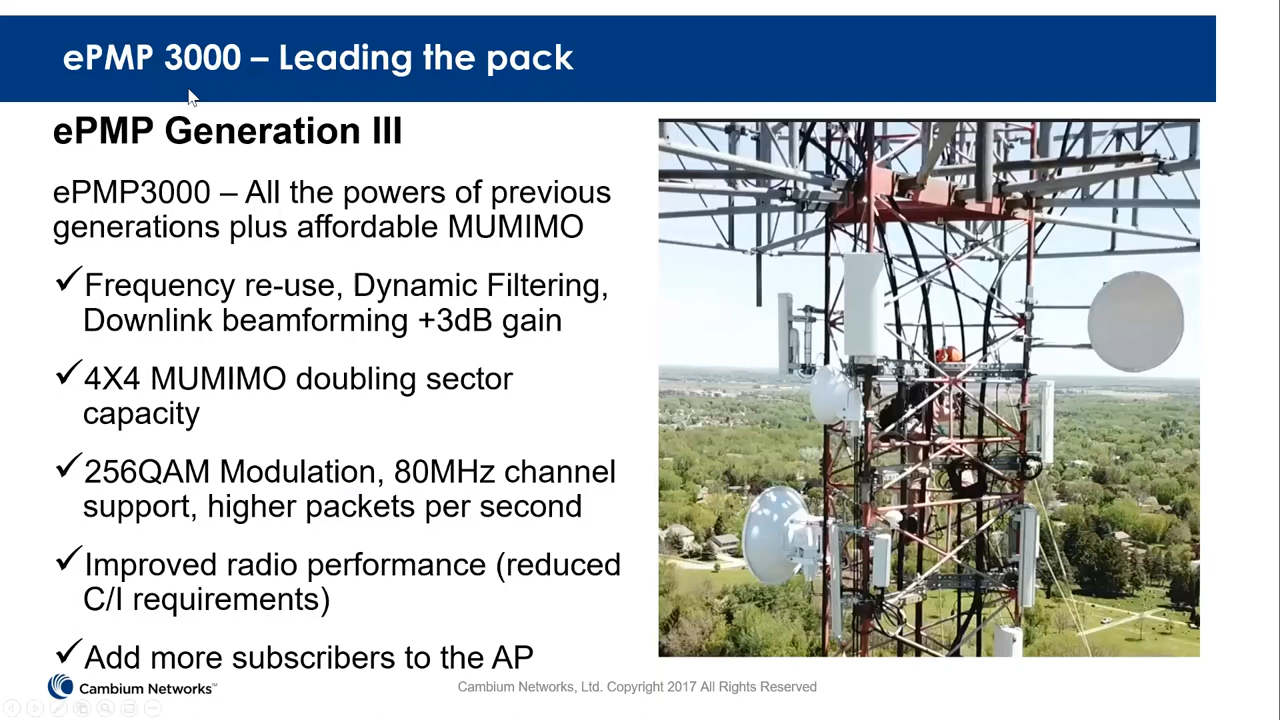 ePMP 3000 – Leading the pack
ePMP Generation III
ePMP3000 – All the powers of previous
generations plus affordable MUMIMO
✓Frequency re-use, Dynamic Filtering,
Downlink beamforming +3dB gain
✓4X4 MUMIMO doubling sector
capacity
✓256QAM Modulation, 80MHz channel
support, higher packets per second
✓Improved radio performance (reduced
C/I requirements)
✓Add more subscribers to the AP
Cambium Networks™
Cambium Networks, Ltd. Copyright 2017 All Rights Reserved